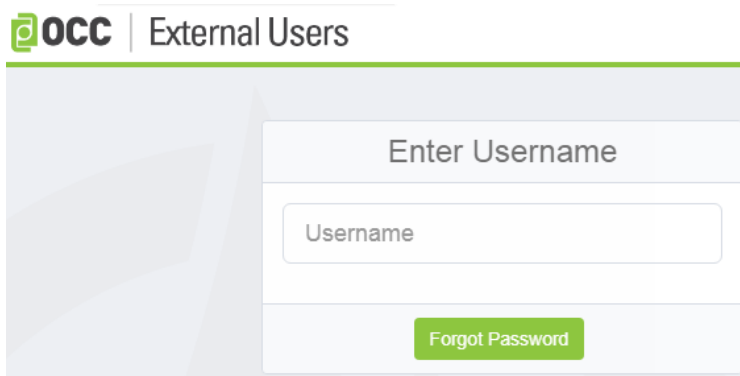 OCC | External Users
Enter Username
Username
Forgot Password